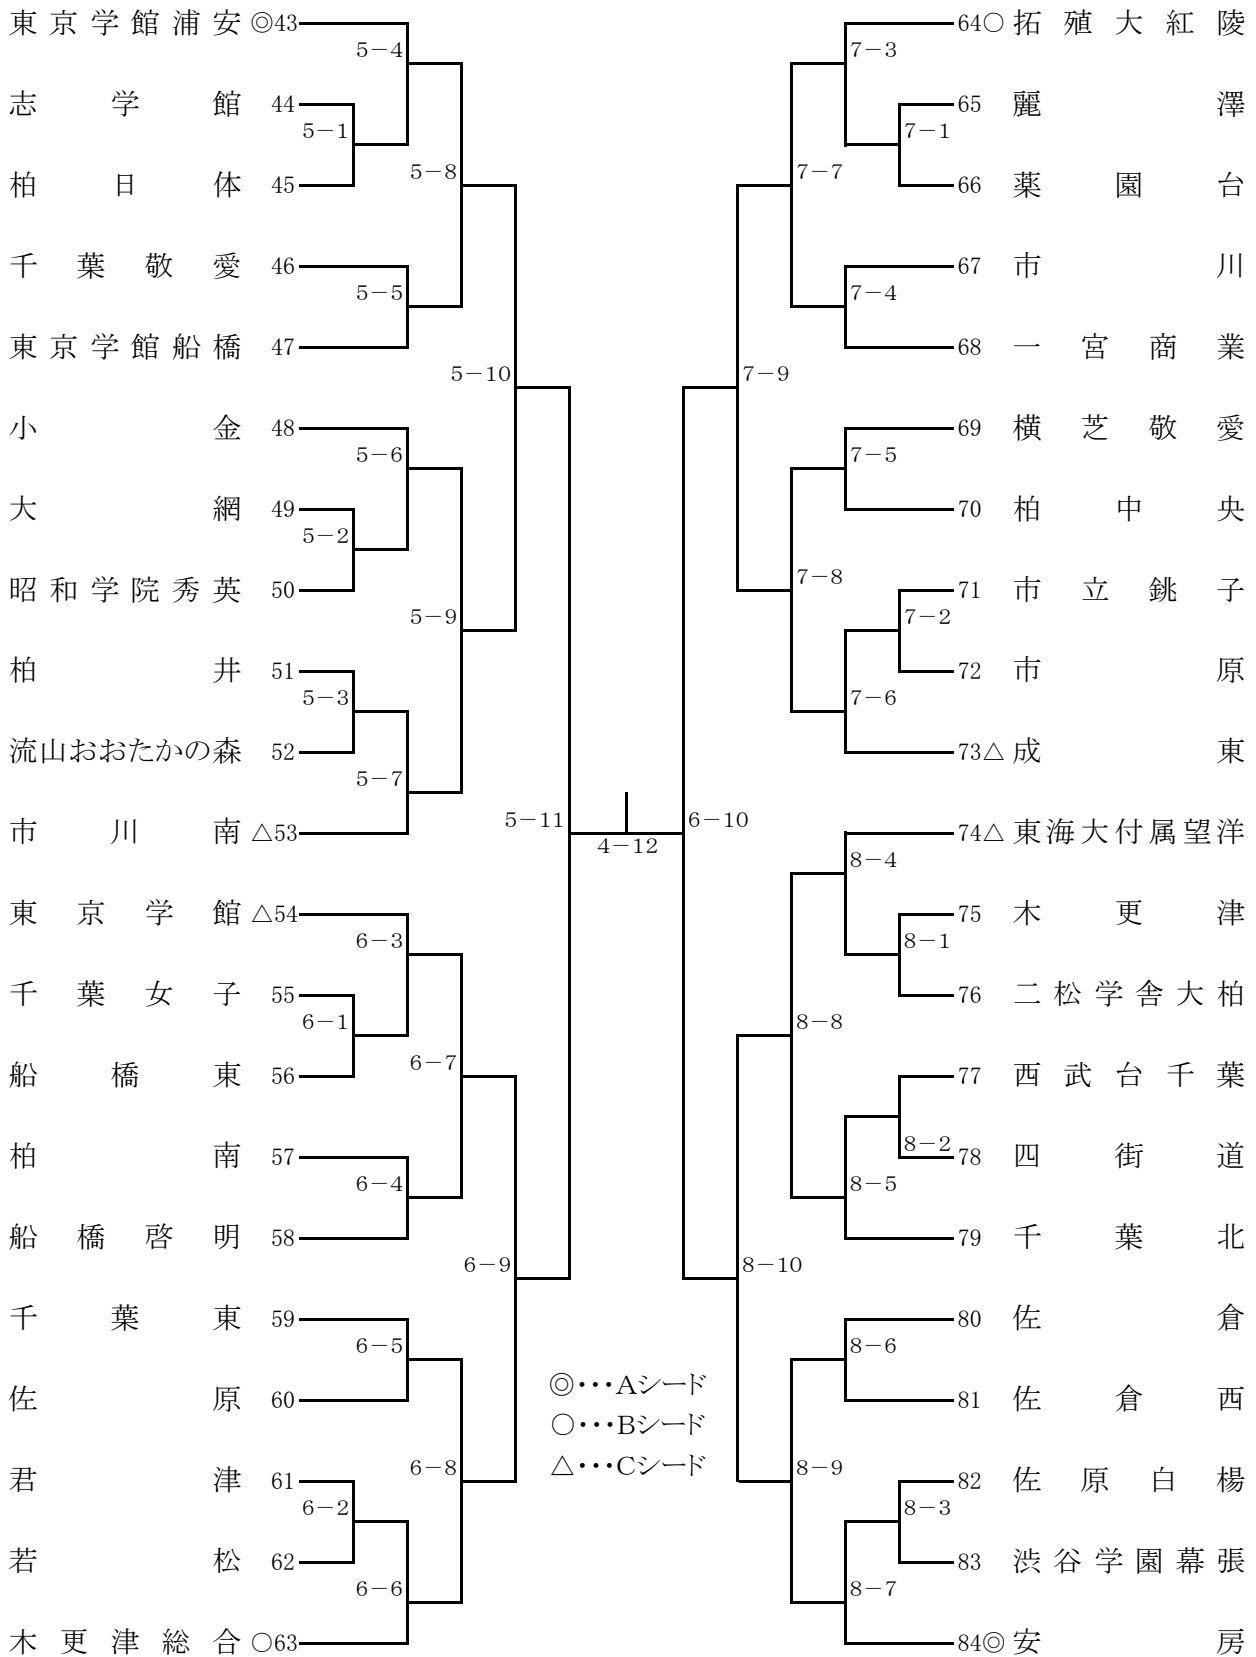 東京学館浦安 ◎43
5－4
志学館 44
5－1
柏日体 45
5－8
千葉敬愛 46
5－5
東京学館船橋 47
5－10
小金 48
5－6
大網 49
5－2
昭和学院秀英 50
5－9
柏井 51
5－3
流山おおたかの森 52
5－7
市川南 △53
5－11
東京学館 △54
6－3
千葉女子 55
6－1
船橋東 56
6－7
柏南 57
6－4
船橋啓明 58
6－9
千葉東 59
6－5
佐原 60
6－8
君津 61
6－2
若松 62
6－6
木更津総合 ○63
4－12
◎・・・Aシード
○・・・Bシード
△・・・Cシード
64○ 拓殖大紅陵
7－3
65 麗澤
7－1
66 薬園台
7－7
67 市川
7－4
68 一宮商業
7－9
69 横芝敬愛
7－5
70 柏中央
7－8
71 市立銚子
7－2
72 市原
7－6
73△ 成東
6－10
74△ 東海大付属望洋
8－4
75 木更津
8－1
76 二松学舎大柏
8－8
77 西武台千葉
8－2
78 四街道
8－5
79 千葉北
8－10
80 佐倉
8－6
81 佐倉西
8－9
82 佐原白楊
8－3
83 渋谷学園幕張
8－7
84◎ 安房